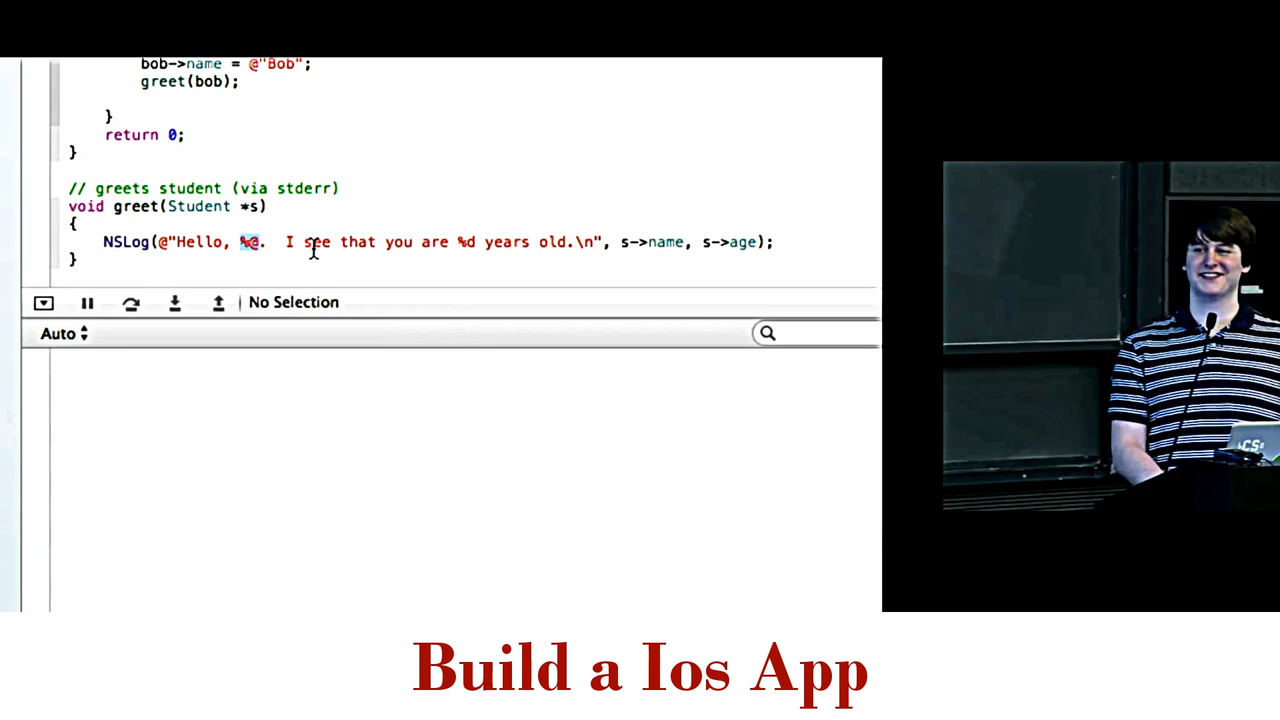 bob->name = @"Bob";
greet(bob);
}
return 0;
}
// greets student (via stderr)
void greet(Student *s)
{
NSLog(@"Hello, %@.  I see that you are %d years old.\n", s->name, s->age);
}
No Selection
Auto
CS
Build a Ios App